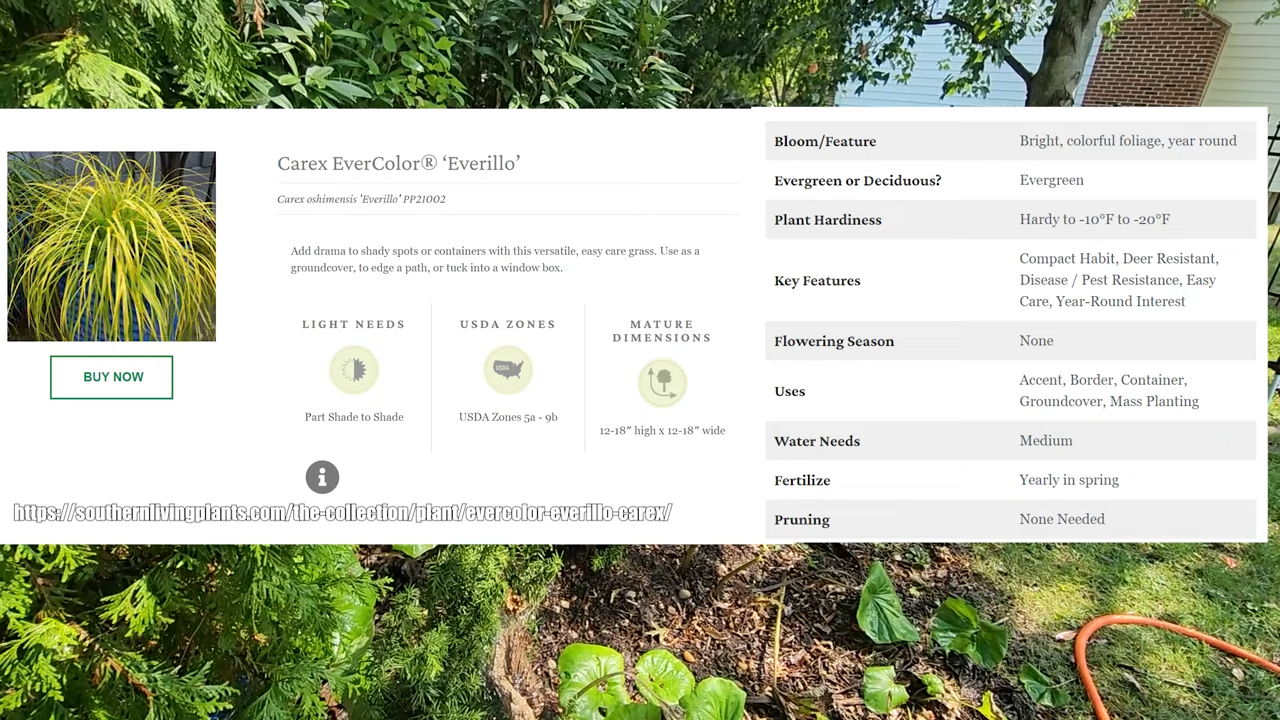 Carex EverColor® ‘Everillo’
Carex oshimensis 'Everillo' PP21002
Add drama to shady spots or containers with this versatile, easy care grass. Use as a
groundcover, to edge a path, or tuck into a window box.
BUY NOW
LIGHT NEEDS
Part Shade to Shade
USDA ZONES
USDA
USDA Zones 5a - 9b
MATURE
DIMENSIONS
12-18″ high x 12-18″ wide
i
https://southernlivingplants.com/the-collection/plant/evercolor-everillo-carex/
Bloom/Feature Bright, colorful foliage, year round
Evergreen or Deciduous? Evergreen
Plant Hardiness Hardy to -10°F to -20°F
Key Features Compact Habit, Deer Resistant,
Disease / Pest Resistance, Easy
Care, Year-Round Interest
Flowering Season None
Uses Accent, Border, Container,
Groundcover, Mass Planting
Water Needs Medium
Fertilize Yearly in spring
Pruning None Needed